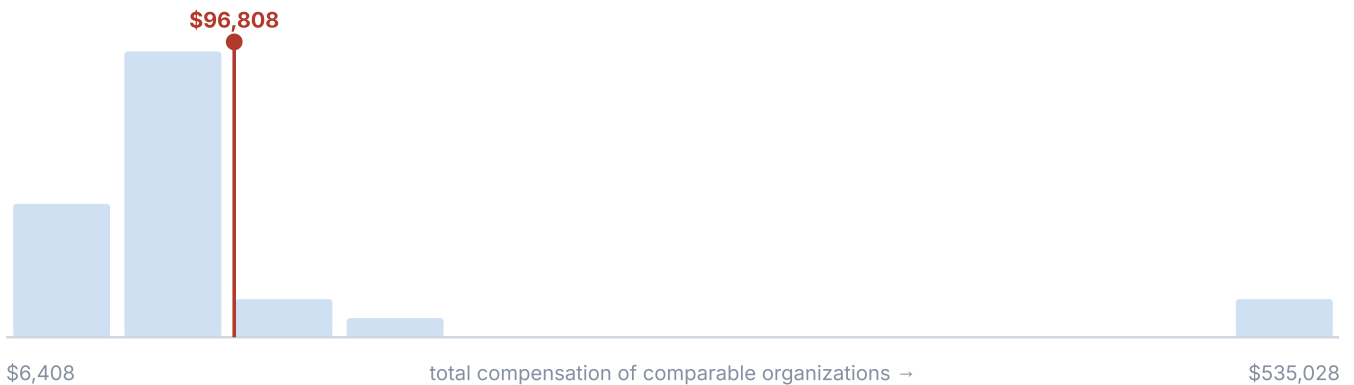 $96,808
$6,408
total compensation of comparable organizations →
$535,028